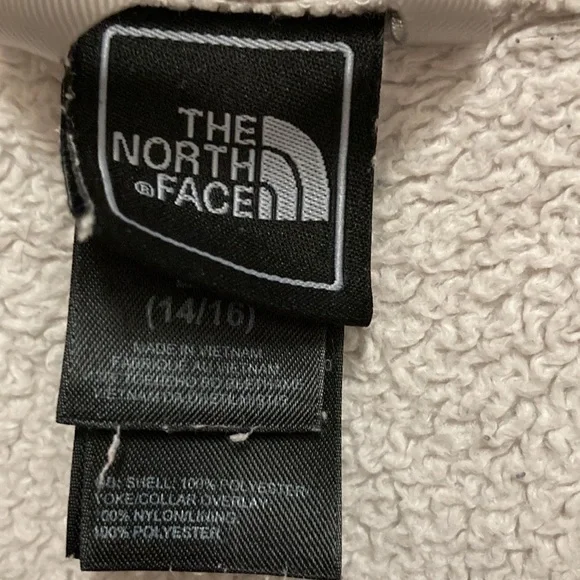 THE
NORTH
® FACE
(14/16)
MADE IN VIETNAM
FABRIQUÉ AU VIETNAM
SHELL: 100% POLYESTER
YOKE/COLLAR OVERLAY:
100% NYLON/LINING:
100% POLYESTER